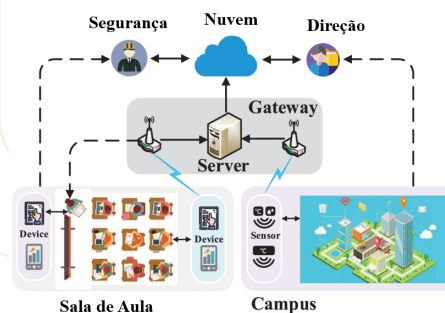 Segurança
Nuvem
Direção
Gateway
Server
Device
Device
Sensor
°C
°C
Sala de Aula
Campus